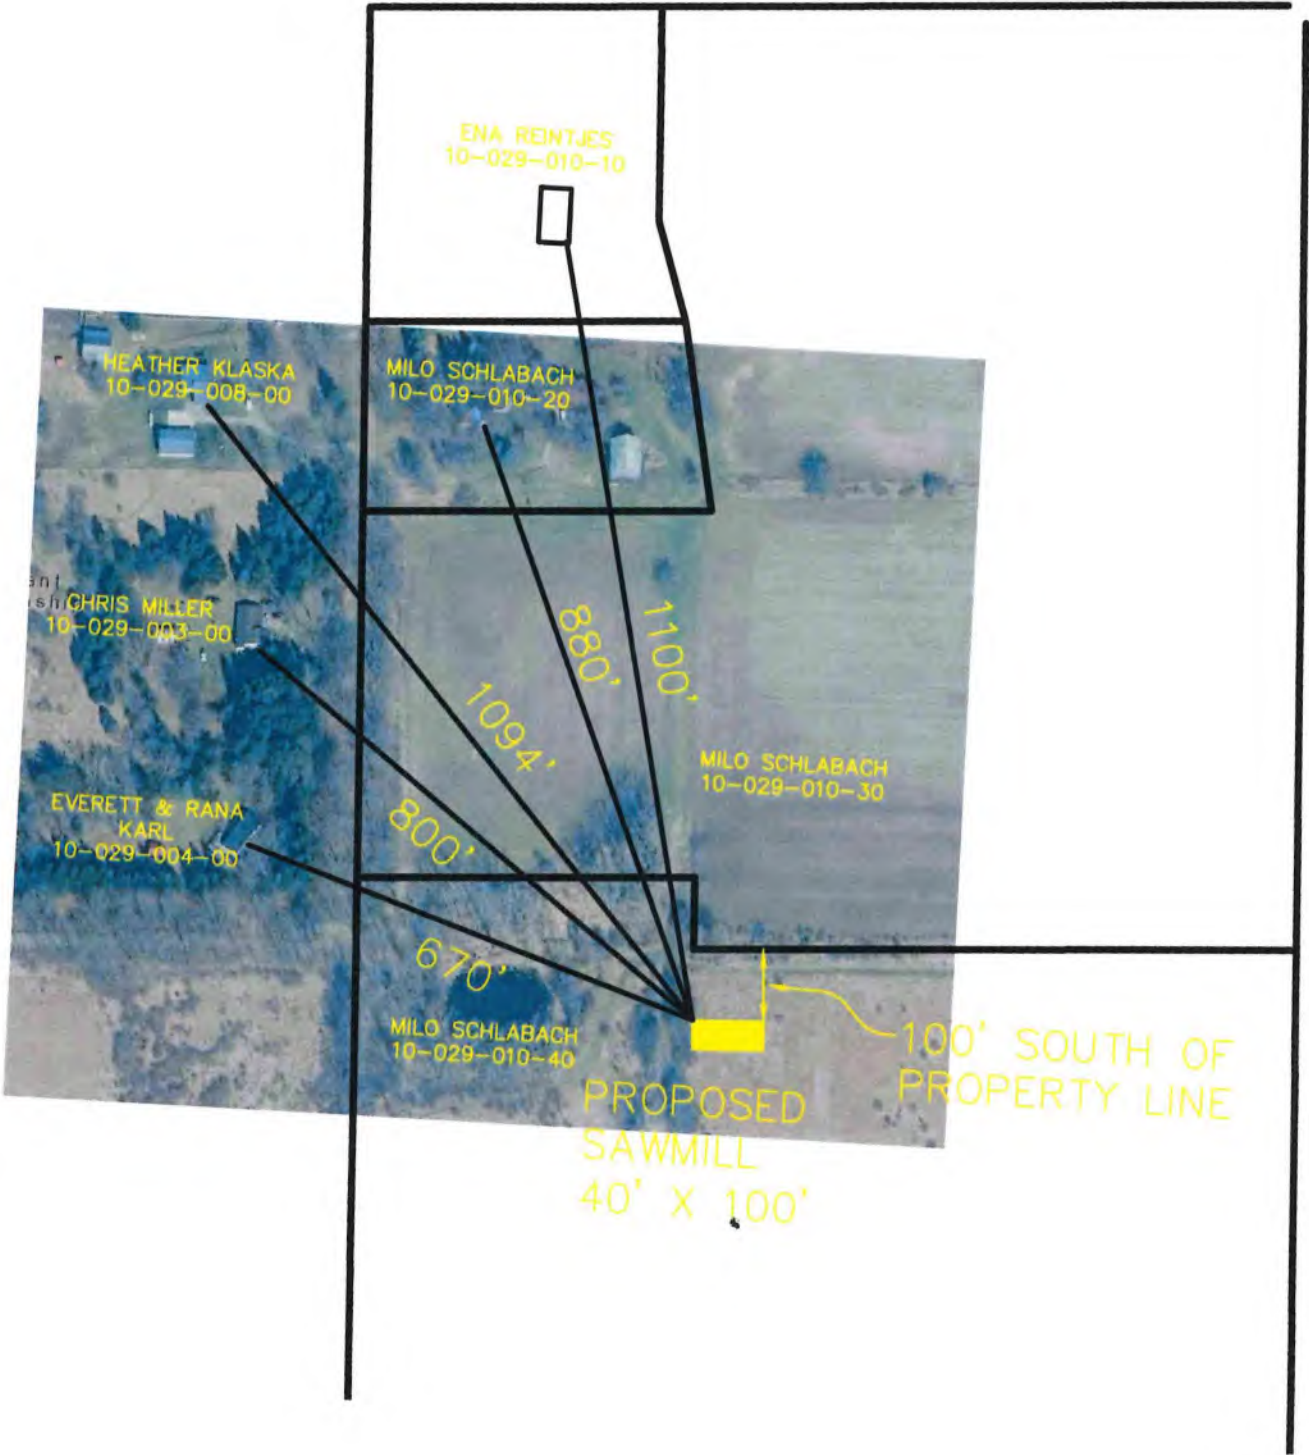 ENA REINTJES
10-029-010-10
HEATHER KLASKA
10-029-008-00
MILO SCHLABACH
10-029-010-20
CHRIS MILLER
10-029-003-00
880'
1100'
1094'
MILO SCHLABACH
10-029-010-30
EVERETT & RANA
KARL
10-029-004-00
800'
670'
MILO SCHLABACH
10-029-010-40
100' SOUTH OF
PROPERTY LINE
PROPOSED
SAWMILL
40' X 100'